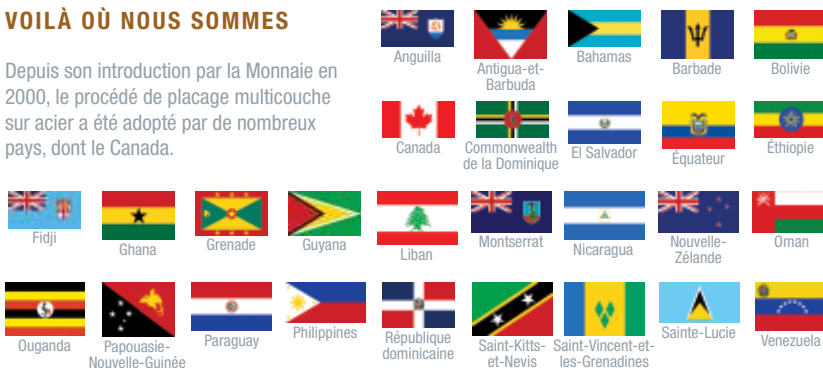 VOILÀ OÙ NOUS SOMMES
Depuis son introduction par la Monnaie en
2000, le procédé de placage multicouche
sur acier a été adopté par de nombreux
pays, dont le Canada.
Anguilla
Antigua-et-
Barbuda
Bahamas
Barbade
Bolivie
Canada
Commonwealth
de la Dominique
El Salvador
Équateur
Éthiopie
Fidji
Ghana
Grenade
Guyana
Liban
Montserrat
Nicaragua
Nouvelle-
Zélande
Oman
Ouganda
Papouasie-
Nouvelle-Guinée
Paraguay
Philippines
République
dominicaine
Saint-Kitts-
et-Nevis
Saint-Vincent-et-
les-Grenadines
Sainte-Lucie
Venezuela